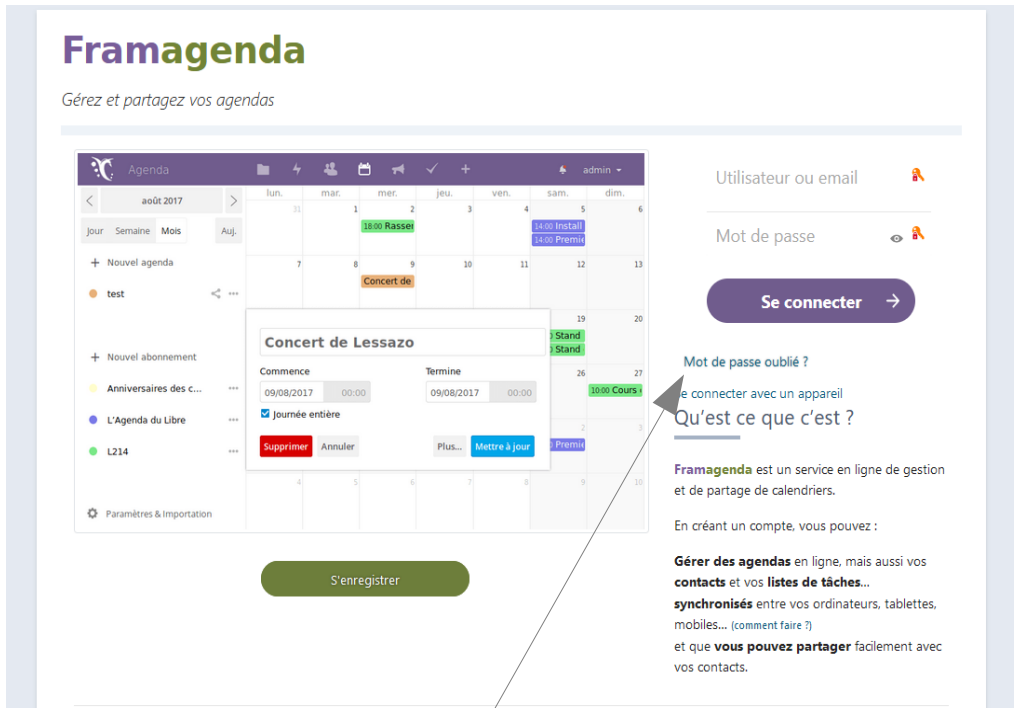 Framagenda
Gérez et partagez vos agendas
Agenda
admin
août 2017
Jour Semaine Mois Auj.
+ Nouvel agenda
test
+ Nouvel abonnement
Anniversaires des c...
L'Agenda du Libre
L214
Paramètres & Importation
lun. mar. mer. jeu. ven. sam. dim.
31 1 2 3 4 5 6
18:00 Rasse
14:00 Install
14:00 Premi
7 8 9 10 11 12 13
Concert de
19 20
Stand
Stand
26 27
10:00 Cours
2 3
Premi
4 5 6 7 8 9 10
Concert de Lessazo
Commence Termine
09/08/2017 00:00 09/08/2017 00:00
Journée entière
Supprimer Annuler Plus... Mettre à jour
S'enregistrer
Utilisateur ou email
Mot de passe
Se connecter →
Mot de passe oublié ?
e connecter avec un appareil
Qu'est ce que c'est ?
Framagenda est un service en ligne de gestion
et de partage de calendriers.
En créant un compte, vous pouvez :
Gérer des agendas en ligne, mais aussi vos
contacts et vos listes de tâches...
synchronisés entre vos ordinateurs, tablettes,
mobiles... (comment faire ?)
et que vous pouvez partager facilement avec
vos contacts.